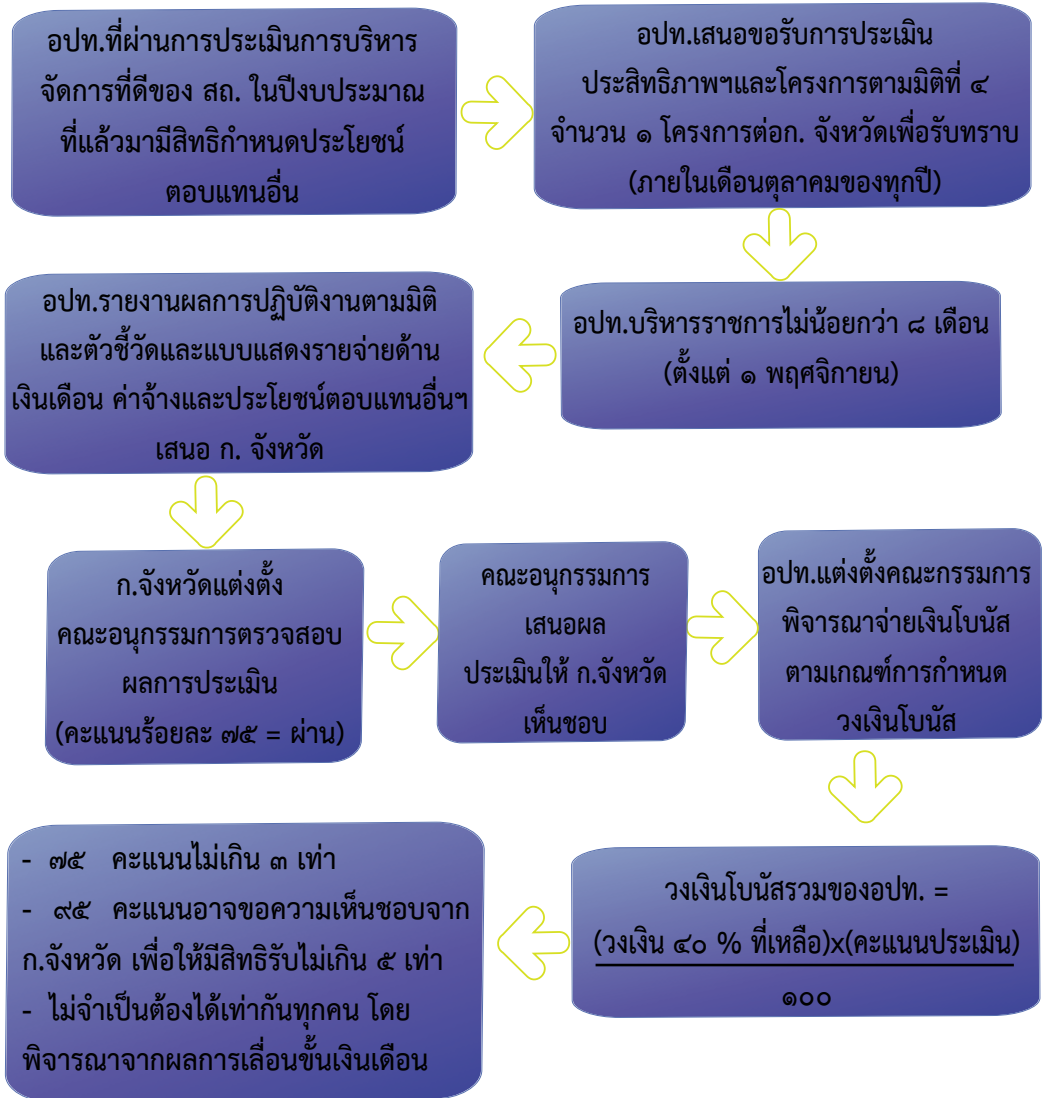 อปท.ที่ผ่านการประเมินการบริหาร
จัดการที่ดีของ สถ. ในปีงบประมาณ
ที่แล้วมามีสิทธิกำหนดประโยชน์
ตอบแทนอื่น
อปท.เสนอขอรับการประเมิน
ประสิทธิภาพฯและโครงการตามมิติที่ ๔
จำนวน ๑ โครงการต่อก. จังหวัดเพื่อรับทราบ
(ภายในเดือนตุลาคมของทุกปี)
อปท.บริหารราชการไม่น้อยกว่า ๘ เดือน
(ตั้งแต่ ๑ พฤศจิกายน)
อปท.รายงานผลการปฏิบัติงานตามมิติ
และตัวชี้วัดและแบบแสดงรายจ่ายด้าน
เงินเดือน ค่าจ้างและประโยชน์ตอบแทนอื่นฯ
เสนอ ก. จังหวัด
ก.จังหวัดแต่งตั้ง
คณะอนุกรรมการตรวจสอบ
ผลการประเมิน
(คะแนนร้อยละ ๗๕ = ผ่าน)
คณะอนุกรรมการ
เสนอผล
ประเมินให้ ก.จังหวัด
เห็นชอบ
อปท.แต่งตั้งคณะกรรมการ
พิจารณาจ่ายเงินโบนัส
ตามเกณฑ์การกำหนด
วงเงินโบนัส
วงเงินโบนัสรวมของอปท. =
(วงเงิน ๔๐ % ที่เหลือ)x(คะแนนประเมิน)
๑๐๐
- ๗๕ คะแนนไม่เกิน ๓ เท่า
- ๙๕ คะแนนอาจขอความเห็นชอบจาก
ก.จังหวัด เพื่อให้มีสิทธิรับไม่เกิน ๕ เท่า
- ไม่จำเป็นต้องได้เท่ากันทุกคน โดย
พิจารณาจากผลการเลื่อนขั้นเงินเดือน